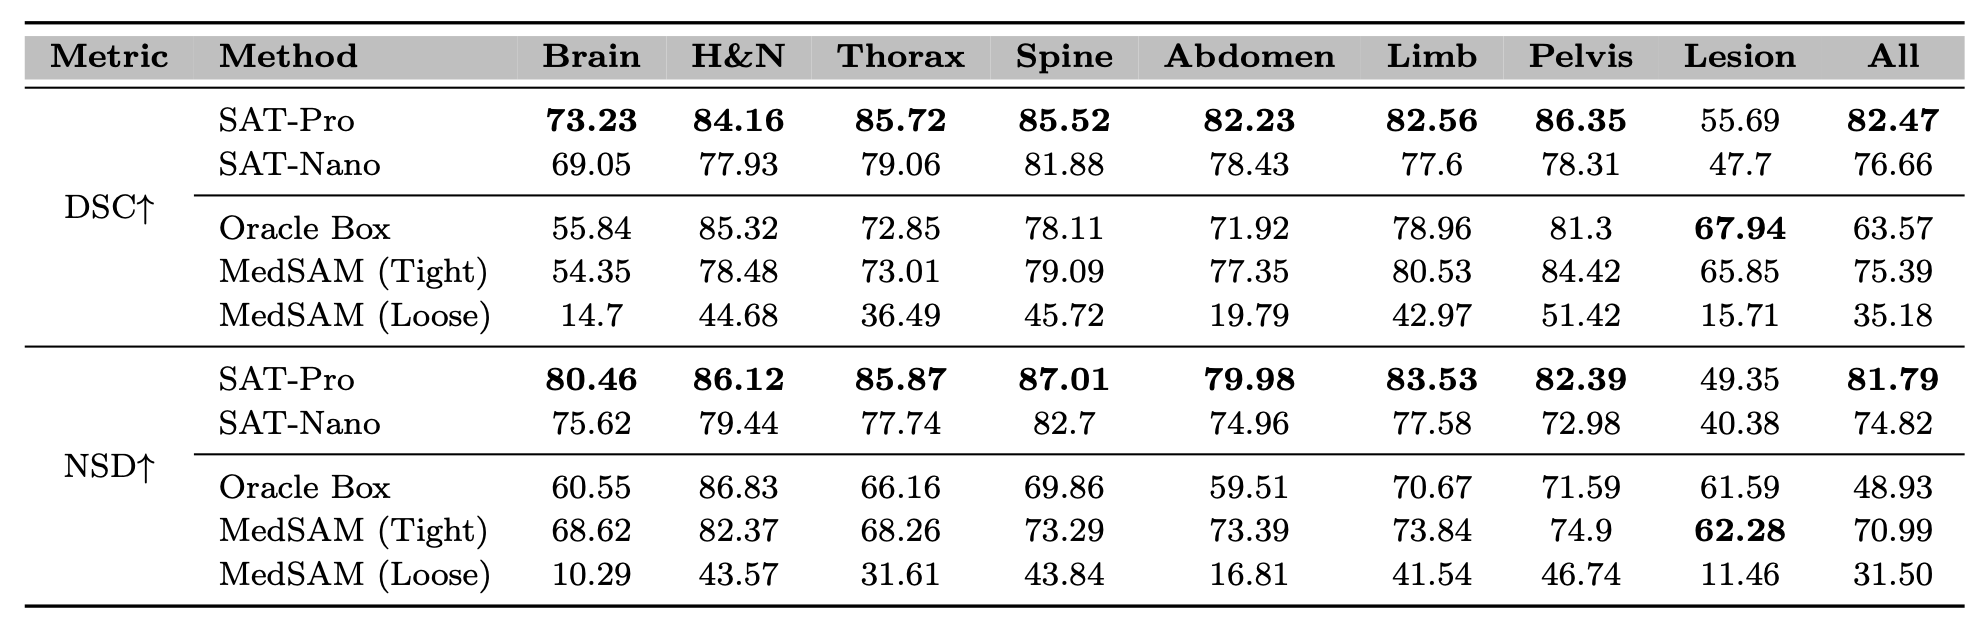 Metric Method Brain H&N Thorax Spine Abdomen Limb Pelvis Lesion All
SAT-Pro 73.23 84.16 85.72 85.52 82.23 82.56 86.35 55.69 82.47
SAT-Nano 69.05 77.93 79.06 81.88 78.43 77.6 78.31 47.7 76.66
DSC↑
Oracle Box 55.84 85.32 72.85 78.11 71.92 78.96 81.3 67.94 63.57
MedSAM (Tight) 54.35 78.48 73.01 79.09 77.35 80.53 84.42 65.85 75.39
MedSAM (Loose) 14.7 44.68 36.49 45.72 19.79 42.97 51.42 15.71 35.18
SAT-Pro 80.46 86.12 85.87 87.01 79.98 83.53 82.39 49.35 81.79
SAT-Nano 75.62 79.44 77.74 82.7 74.96 77.58 72.98 40.38 74.82
NSD↑
Oracle Box 60.55 86.83 66.16 69.86 59.51 70.67 71.59 61.59 48.93
MedSAM (Tight) 68.62 82.37 68.26 73.29 73.39 73.84 74.9 62.28 70.99
MedSAM (Loose) 10.29 43.57 31.61 43.84 16.81 41.54 46.74 11.46 31.50